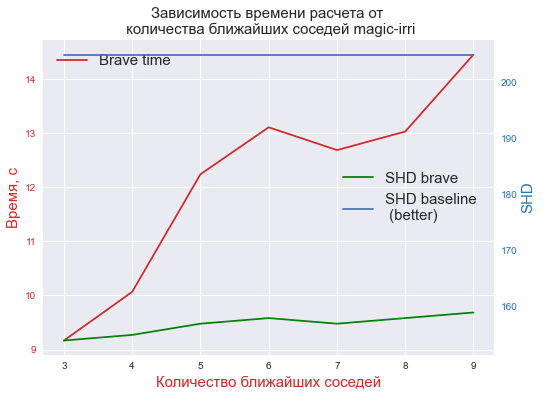 Зависимость времени расчета от
количества ближайших соседей magic-irri
Brave time
SHD brave
SHD baseline
(better)
Время, с
14
13
12
11
10
9
SHD
200
190
180
170
160
3 4 5 6 7 8 9
Количество ближайших соседей